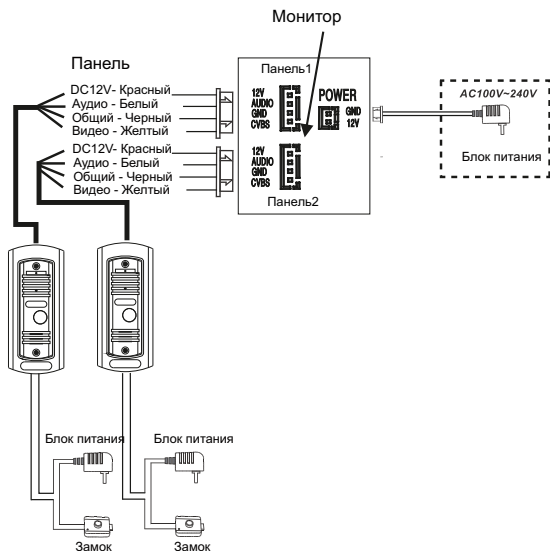 Монитор
Панель
DC12V- Красный
Аудио - Белый
Общий - Черный
Видео - Желтый
DC12V- Красный
Аудио - Белый
Общий - Черный
Видео - Желтый
Панель1
12V
AUDIO
GND
CVBS
POWER
GND
12V
12V
AUDIO
GND
CVBS
Панель2
AC100V~240V
Блок питания
Блок питания
Блок питания
Замок
Замок